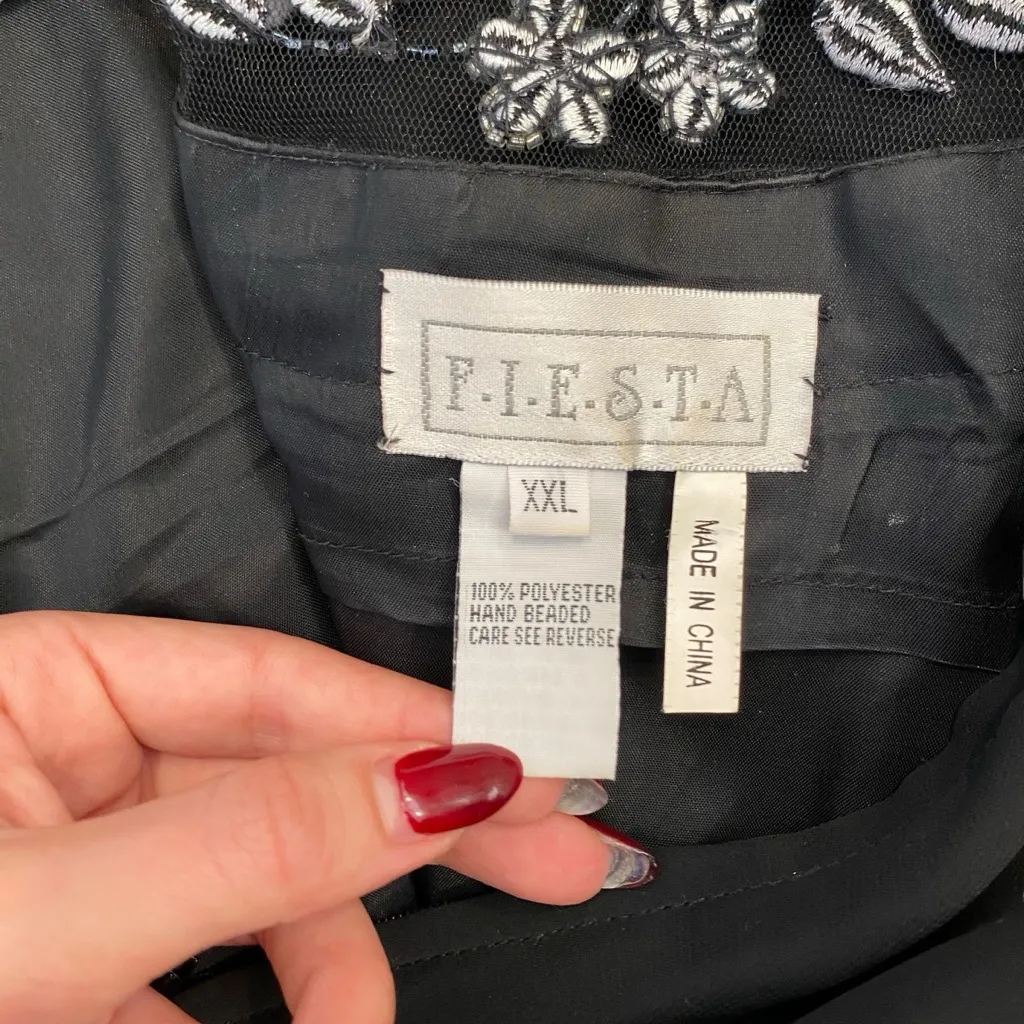 F.I.E.S.T.A
XXL
100% POLYESTER
HAND BEADED
CARE SEE REVERSE
MADE IN CHINA